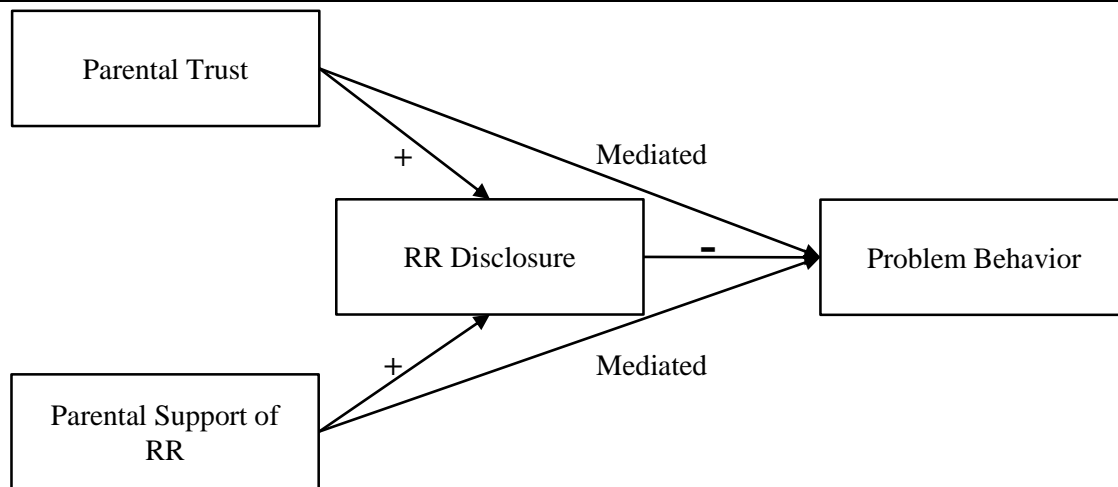 Parental Trust
Mediated
+
RR Disclosure
-
Problem Behavior
+
Mediated
Parental Support of
RR